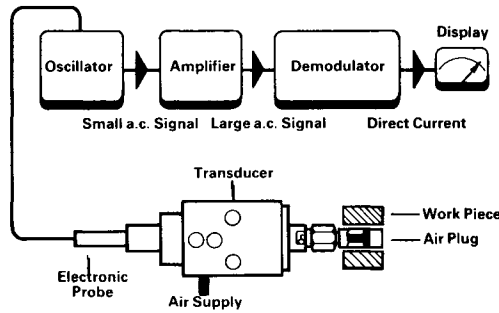 Display
Oscillator
Amplifier
Demodulator
Small a.c. Signal
Large a.c. Signal
Direct Current
Transducer
Work Piece
Air Plug
Electronic
Probe
Air Supply